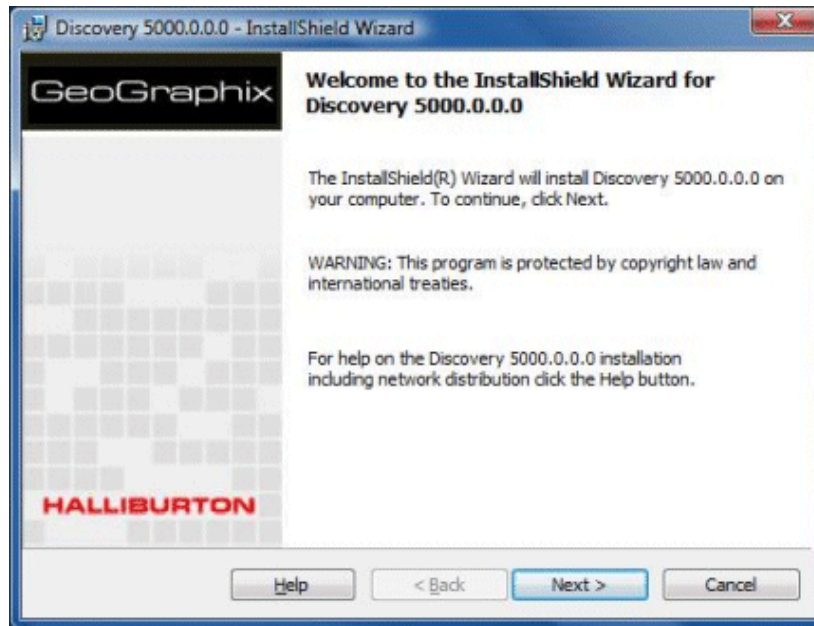 Discovery 5000.0.0.0 - InstallShield Wizard
GeoGraphix
Welcome to the InstallShield Wizard for
Discovery 5000.0.0.0
The InstallShield(R) Wizard will install Discovery 5000.0.0.0 on
your computer. To continue, click Next.
WARNING: This program is protected by copyright law and
international treaties.
For help on the Discovery 5000.0.0.0 installation
including network distribution click the Help button.
HALLIBURTON
Help
< Back
Next >
Cancel